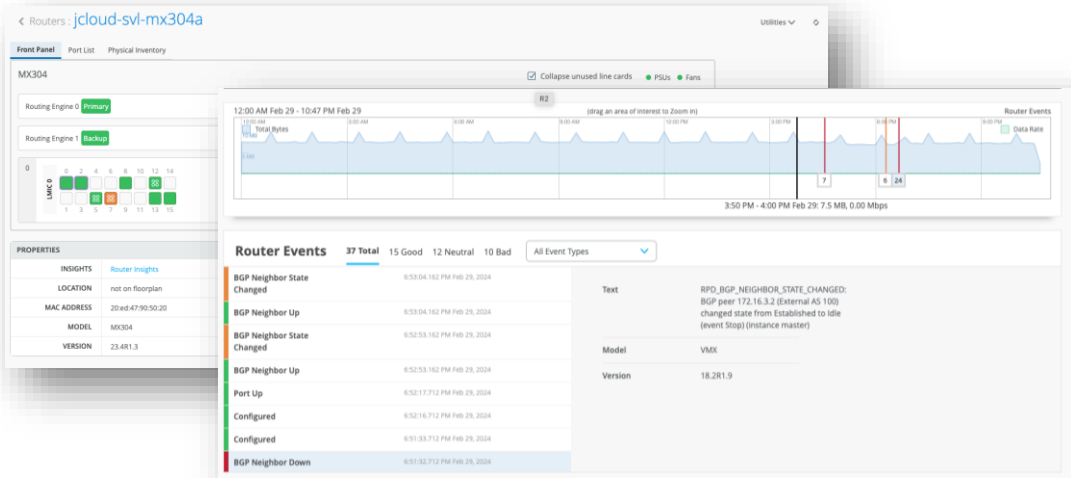 Routers : jcloud-svl-mx304a
Utilities
Front Panel Port List Physical Inventory
MX304
Collapse unused line cards PSUs Fans
Routing Engine 0 Primary
Routing Engine 1 Backup
0
LMIC 0
0 2 4 6 8 10 12 14
1 3 5 7 9 11 13 15
PROPERTIES
INSIGHTS Router Insights
LOCATION not on floorplan
MAC ADDRESS 20:ed:47:90:50:20
MODEL MX304
VERSION 23.4R1.3
R2
12:00 AM Feb 29 - 10:47 PM Feb 29 (drag an area of interest to Zoom in) Router Events
Total Bytes Data Rate
7 6 24
3:50 PM - 4:00 PM Feb 29: 7.5 MB, 0.00 Mbps
Router Events 37 Total 15 Good 12 Neutral 10 Bad All Event Types
BGP Neighbor State
Changed
6:53:04.162 PM Feb 29, 2024
BGP Neighbor Up 6:53:04.162 PM Feb 29, 2024
BGP Neighbor State
Changed
6:52:53.162 PM Feb 29, 2024
BGP Neighbor Up 6:52:53.162 PM Feb 29, 2024
Port Up 6:52:17.712 PM Feb 29, 2024
Configured 6:52:16.712 PM Feb 29, 2024
Configured 6:51:33.712 PM Feb 29, 2024
BGP Neighbor Down 6:51:32.712 PM Feb 29, 2024
Text RPD_BGP_NEIGHBOR_STATE_CHANGED:
BGP peer 172.16.3.2 (External AS 100)
changed state from Established to Idle
(event Stop) (instance master)
Model VMX
Version 18.2R1.9